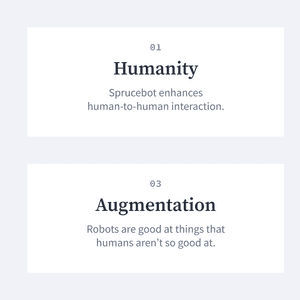 01
Humanity
Sprucebot enhances
human-to-human interaction.
03
Augmentation
Robots are good at things that
humans aren't so good at.